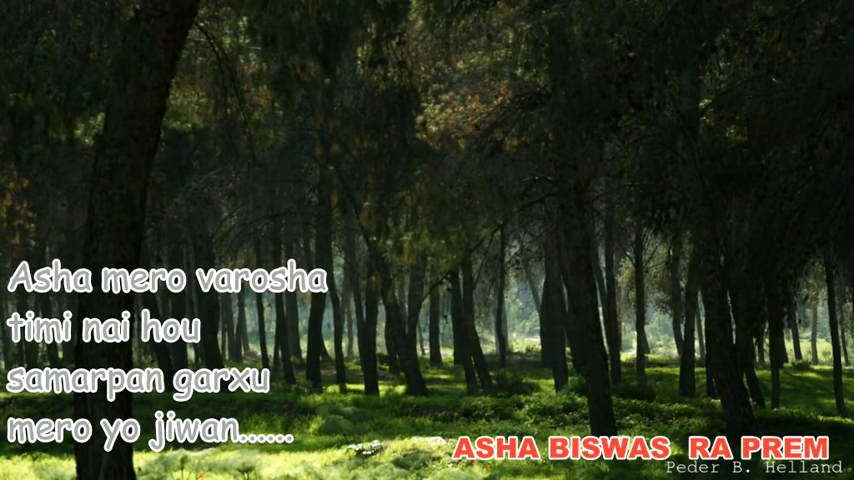 Asha mero varosha
timi nai hou
samarpan garxu
mero yo jiwan......
ASHA BISWAS RA PREM
Peder B. Helland